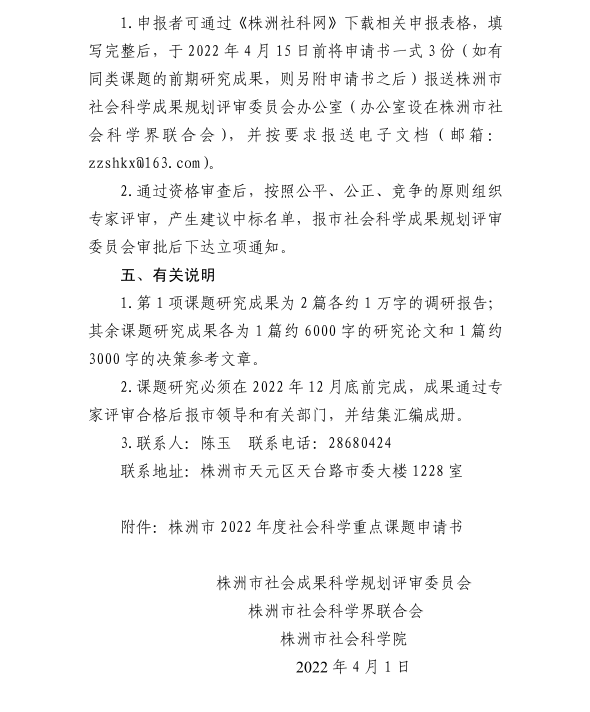 1.申报者可通过《株洲社科网》下载相关申报表格，填
写完整后，于 2022 年 4 月 15 日前将申请书一式 3 份（如有
同类课题的前期研究成果，则另附申请书之后）报送株洲市
社会科学成果规划评审委员会办公室（办公室设在株洲市社
会科学界联合会），并按要求报送电子文档（邮箱：
zzshkx@163.com)。
2.通过资格审查后，按照公平、公正、竞争的原则组织
专家评审，产生建议中标名单，报市社会科学成果规划评审
委员会审批后下达立项通知。
五、有关说明
1.第 1 项课题研究成果为 2 篇各约 1 万字的调研报告；
其余课题研究成果各为 1 篇约 6000 字的研究论文和 1 篇约
3000 字的决策参考文章。
2.课题研究必须在 2022 年 12 月底前完成，成果通过专
家评审合格后报市领导和有关部门，并结集汇编成册。
3.联系人：陈玉 联系电话：28680424
联系地址：株洲市天元区天台路市委大楼 1228 室
附件：株洲市 2022 年度社会科学重点课题申请书
株洲市社会成果科学规划评审委员会
株洲市社会科学界联合会
株洲市社会科学院
2022 年 4 月 1 日